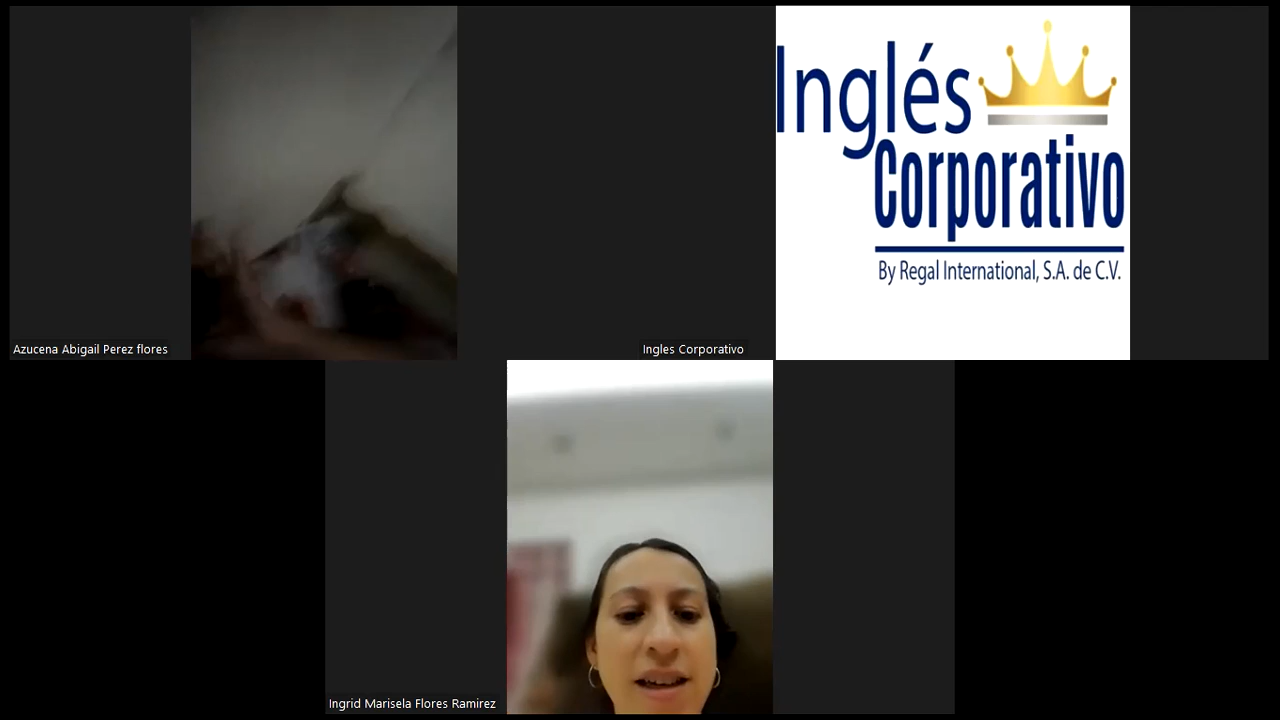 Inglés
Corporativo
By Regal International, S.A. de C.V.
Azucena Abigail Perez flores
Ingles Corporativo
Ingrid Marisela Flores Ramirez